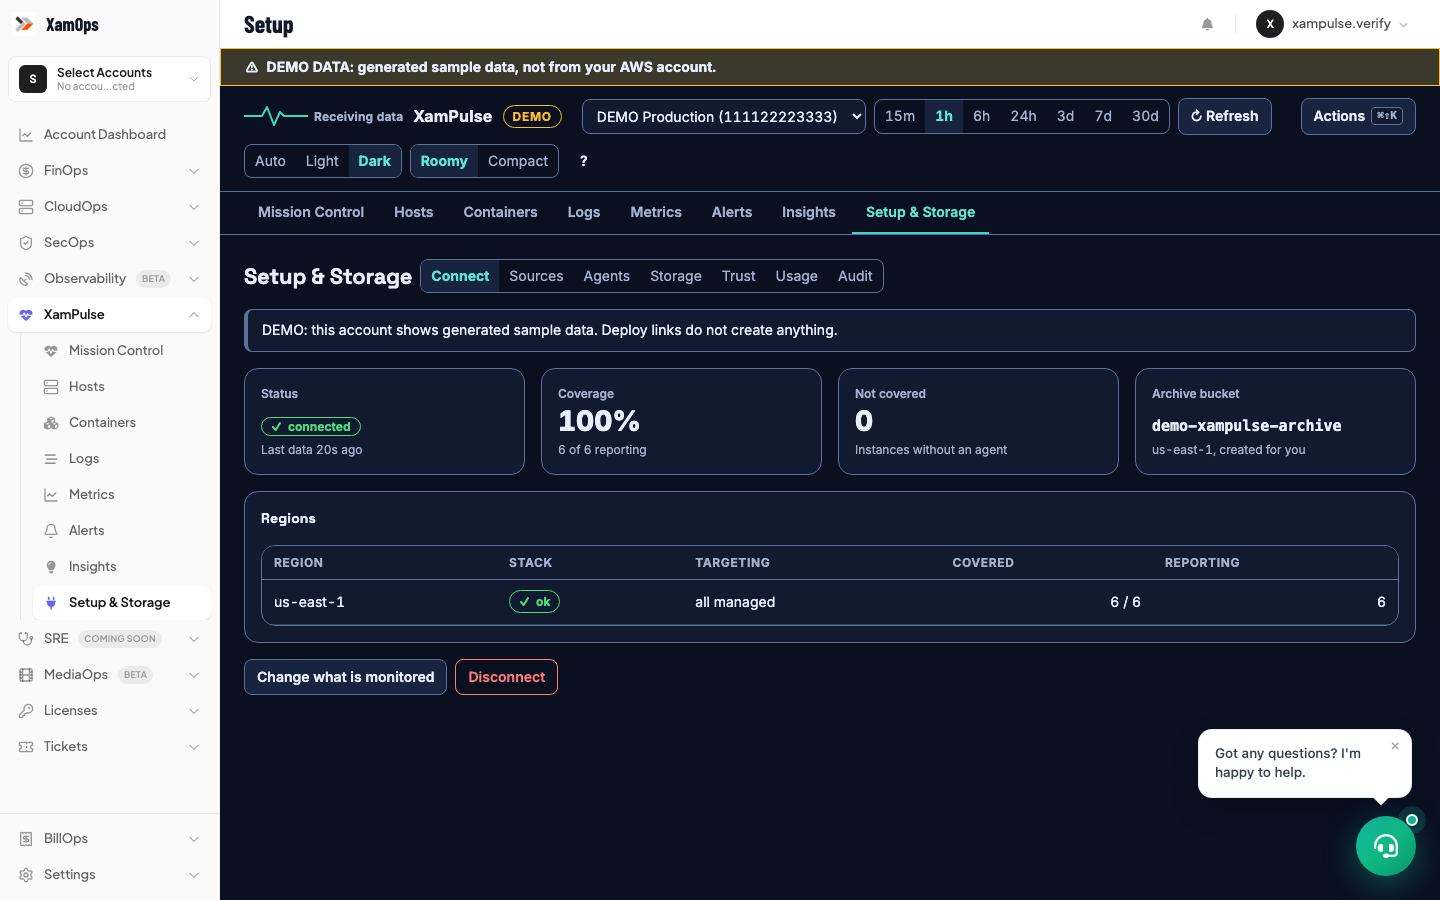 XamOps
Setup
X
xampulse.verify
S
Select Accounts
No accou...cted
DEMO DATA: generated sample data, not from your AWS account.
Receiving data
XamPulse
DEMO
DEMO Production (111122223333)
15m 1h 6h 24h 3d 7d 30d
↻ Refresh
Actions ⌘⇧K
Auto Light Dark
Roomy Compact
?
Account Dashboard
FinOps
CloudOps
SecOps
Observability BETA
XamPulse
Mission Control
Hosts
Containers
Logs
Metrics
Alerts
Insights
Setup & Storage
SRE COMING SOON
MediaOps BETA
Licenses
Tickets
BillOps
Settings
Mission Control Hosts Containers Logs Metrics Alerts Insights Setup & Storage
Setup & Storage
Connect Sources Agents Storage Trust Usage Audit
DEMO: this account shows generated sample data. Deploy links do not create anything.
Status
✓ connected
Last data 20s ago
Coverage
100%
6 of 6 reporting
Not covered
0
Instances without an agent
Archive bucket
demo-xampulse-archive
us-east-1, created for you
Regions
REGION STACK TARGETING COVERED REPORTING
us-east-1 ✓ ok all managed 6 / 6 6
Change what is monitored
Disconnect
Got any questions? I'm
happy to help.
×